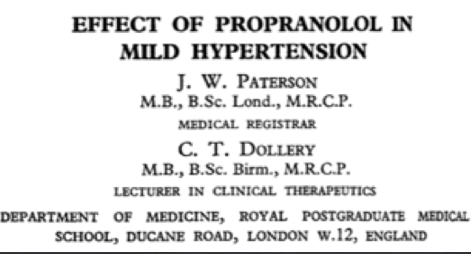 EFFECT OF PROPRANOLOL IN
MILD HYPERTENSION
J. W. PATERSON
M.B., B.Sc. Lond., M.R.C.P.
MEDICAL REGISTRAR
C. T. DOLLERY
M.B., B.Sc. Birm., M.R.C.P.
LECTURER IN CLINICAL THERAPEUTICS
DEPARTMENT OF MEDICINE, ROYAL POSTGRADUATE MEDICAL
SCHOOL, DUCANE ROAD, LONDON W.12, ENGLAND